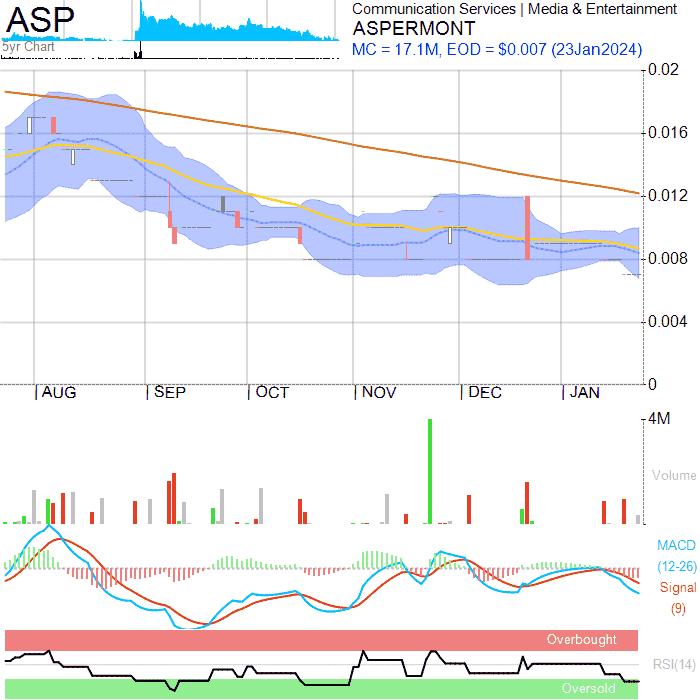 ASP
5yr Chart
Communication Services | Media & Entertainment
ASPERMONT
MC = 17.1M, EOD = $0.007 (23Jan2024)
0.02
0.016
0.012
0.008
0.004
0
AUG SEP OCT NOV DEC JAN
4M
Volume
MACD
(12-26)
Signal
(9)
Overbought
RSI(14)
Oversold